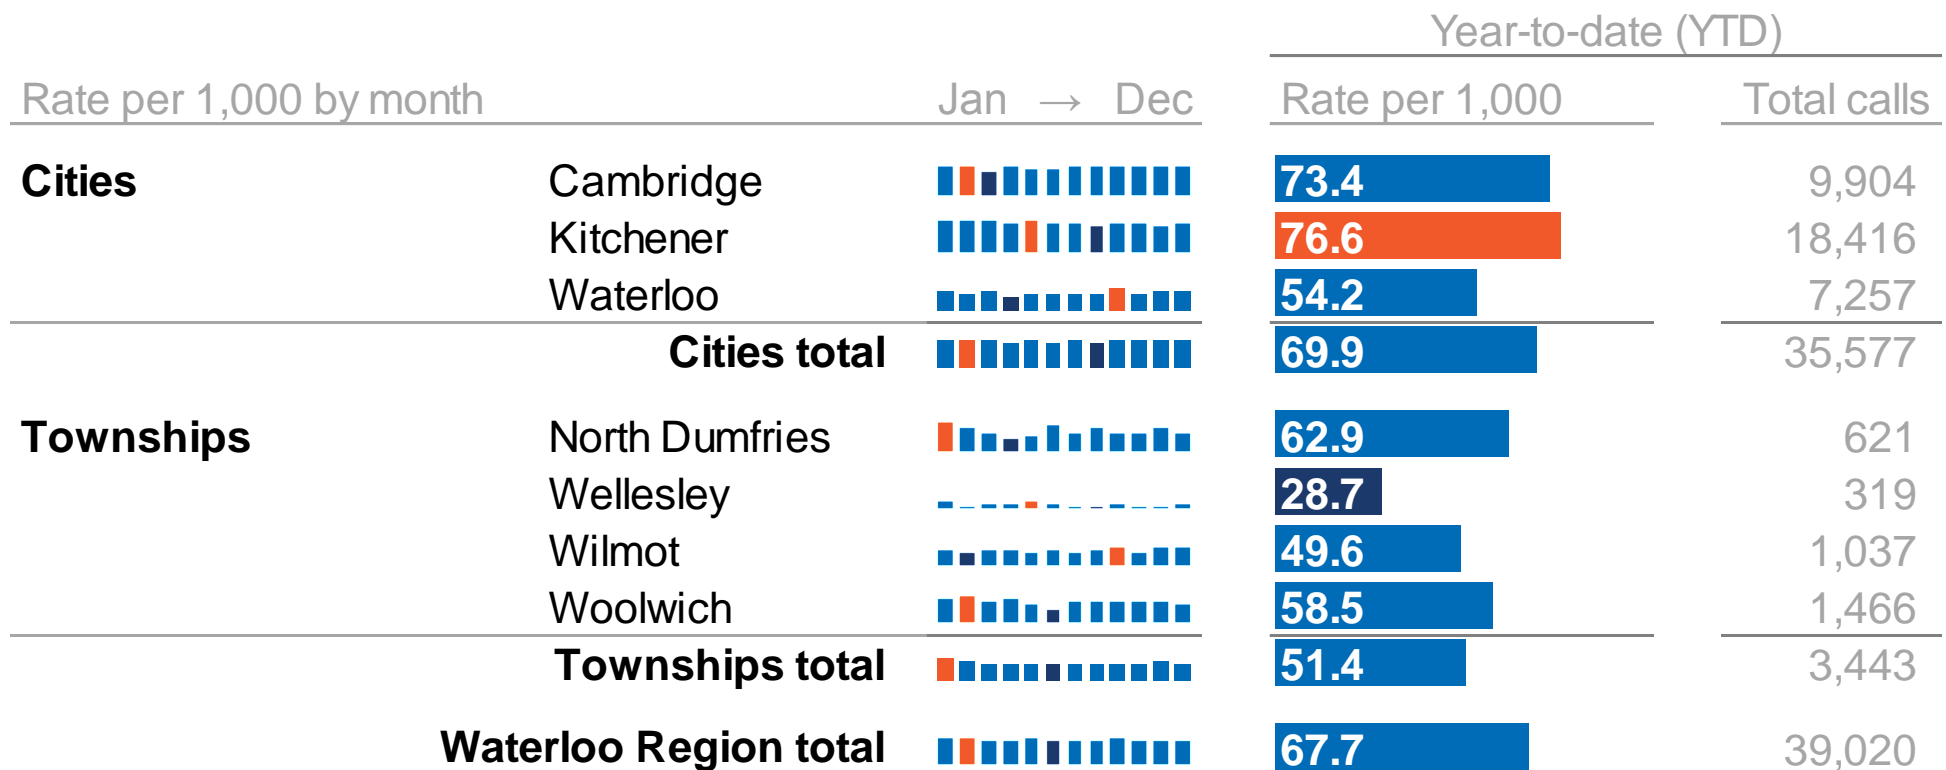 Year-to-date (YTD)
Rate per 1,000 by month Jan → Dec Rate per 1,000 Total calls
Cities Cambridge 73.4 9,904
Kitchener 76.6 18,416
Waterloo 54.2 7,257
Cities total 69.9 35,577
Townships North Dumfries 62.9 621
Wellesley 28.7 319
Wilmot 49.6 1,037
Woolwich 58.5 1,466
Townships total 51.4 3,443
Waterloo Region total 67.7 39,020